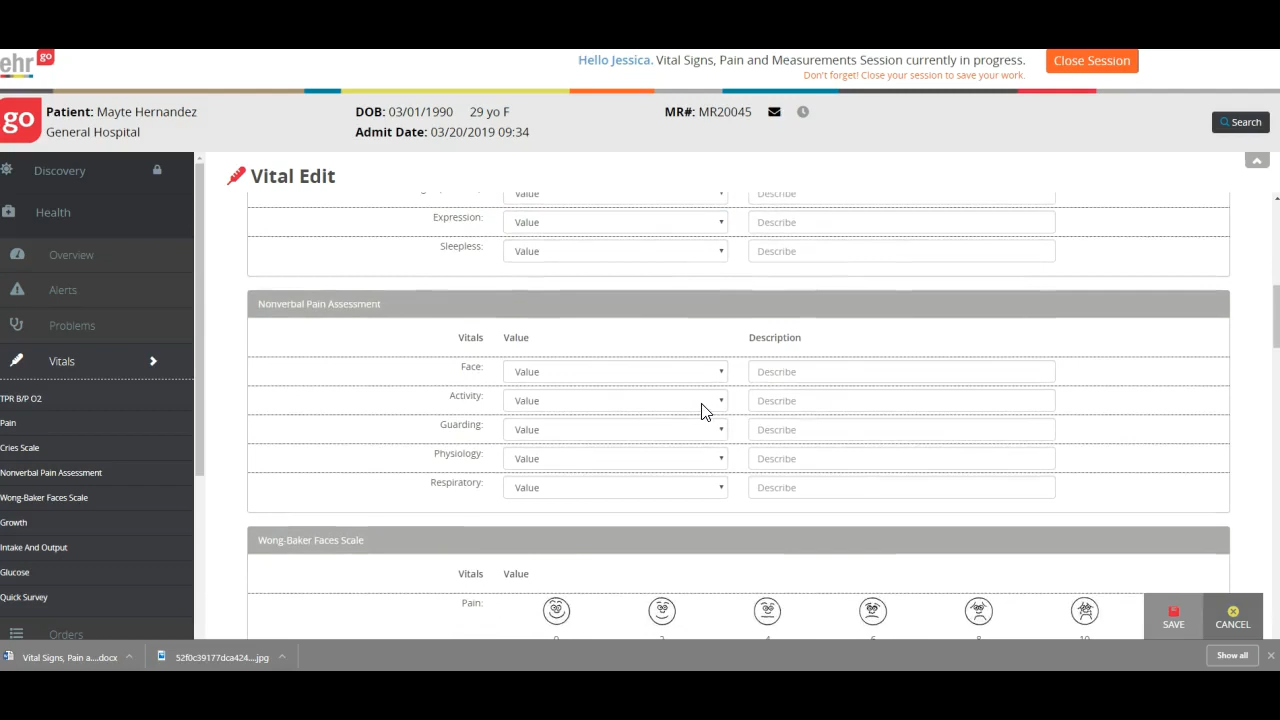 ehr go
Hello Jessica. Vital Signs, Pain and Measurements Session currently in progress.
Don't forget! Close your session to save your work.
Close Session
go
Patient: Mayte Hernandez
General Hospital
DOB: 03/01/1990 29 yo F
Admit Date: 03/20/2019 09:34
MR#: MR20045
Search
Discovery
Health
Overview
Alerts
Problems
Vitals
TPR B/P O2
Pain
Cries Scale
Nonverbal Pain Assessment
Wong-Baker Faces Scale
Growth
Intake And Output
Glucose
Quick Survey
Orders
Vital Edit
Value Describe
Expression: Value Describe
Sleepless: Value Describe
Nonverbal Pain Assessment
Vitals Value Description
Face: Value Describe
Activity: Value Describe
Guarding: Value Describe
Physiology: Value Describe
Respiratory: Value Describe
Wong-Baker Faces Scale
Vitals Value
Pain:
SAVE
CANCEL
Vital Signs, Pain a....docx
52f0c39177dca424....jpg
Show all